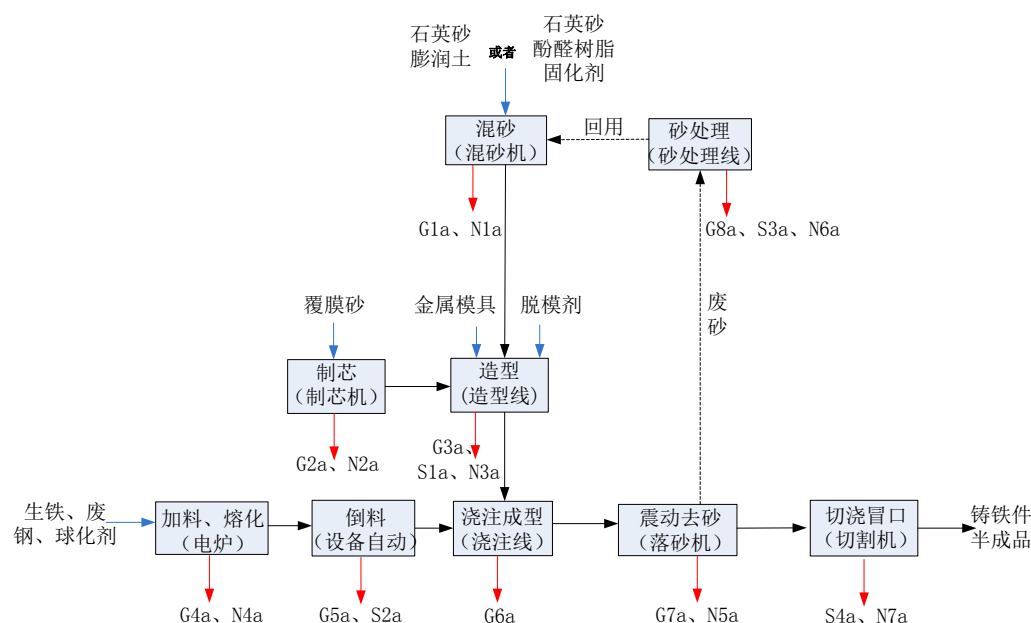 石英砂
膨润土
或者
石英砂
酚醛树脂
固化剂
混砂
（混砂机）
回用
砂处理
（砂处理线）
G1a、N1a
G8a、S3a、N6a
覆膜砂
金属模具
脱模剂
废
砂
制芯
（制芯机）
造型
(造型线)
G2a、N2a
G3a、
S1a、N3a
生铁、废
钢、球化剂
加料、熔化
（电炉）
倒料
（设备自动）
浇注成型
（浇注线）
震动去砂
（落砂机）
切浇冒口
（切割机）
铸铁件
半成品
G4a、N4a
G5a、S2a
G6a
G7a、N5a
S4a、N7a